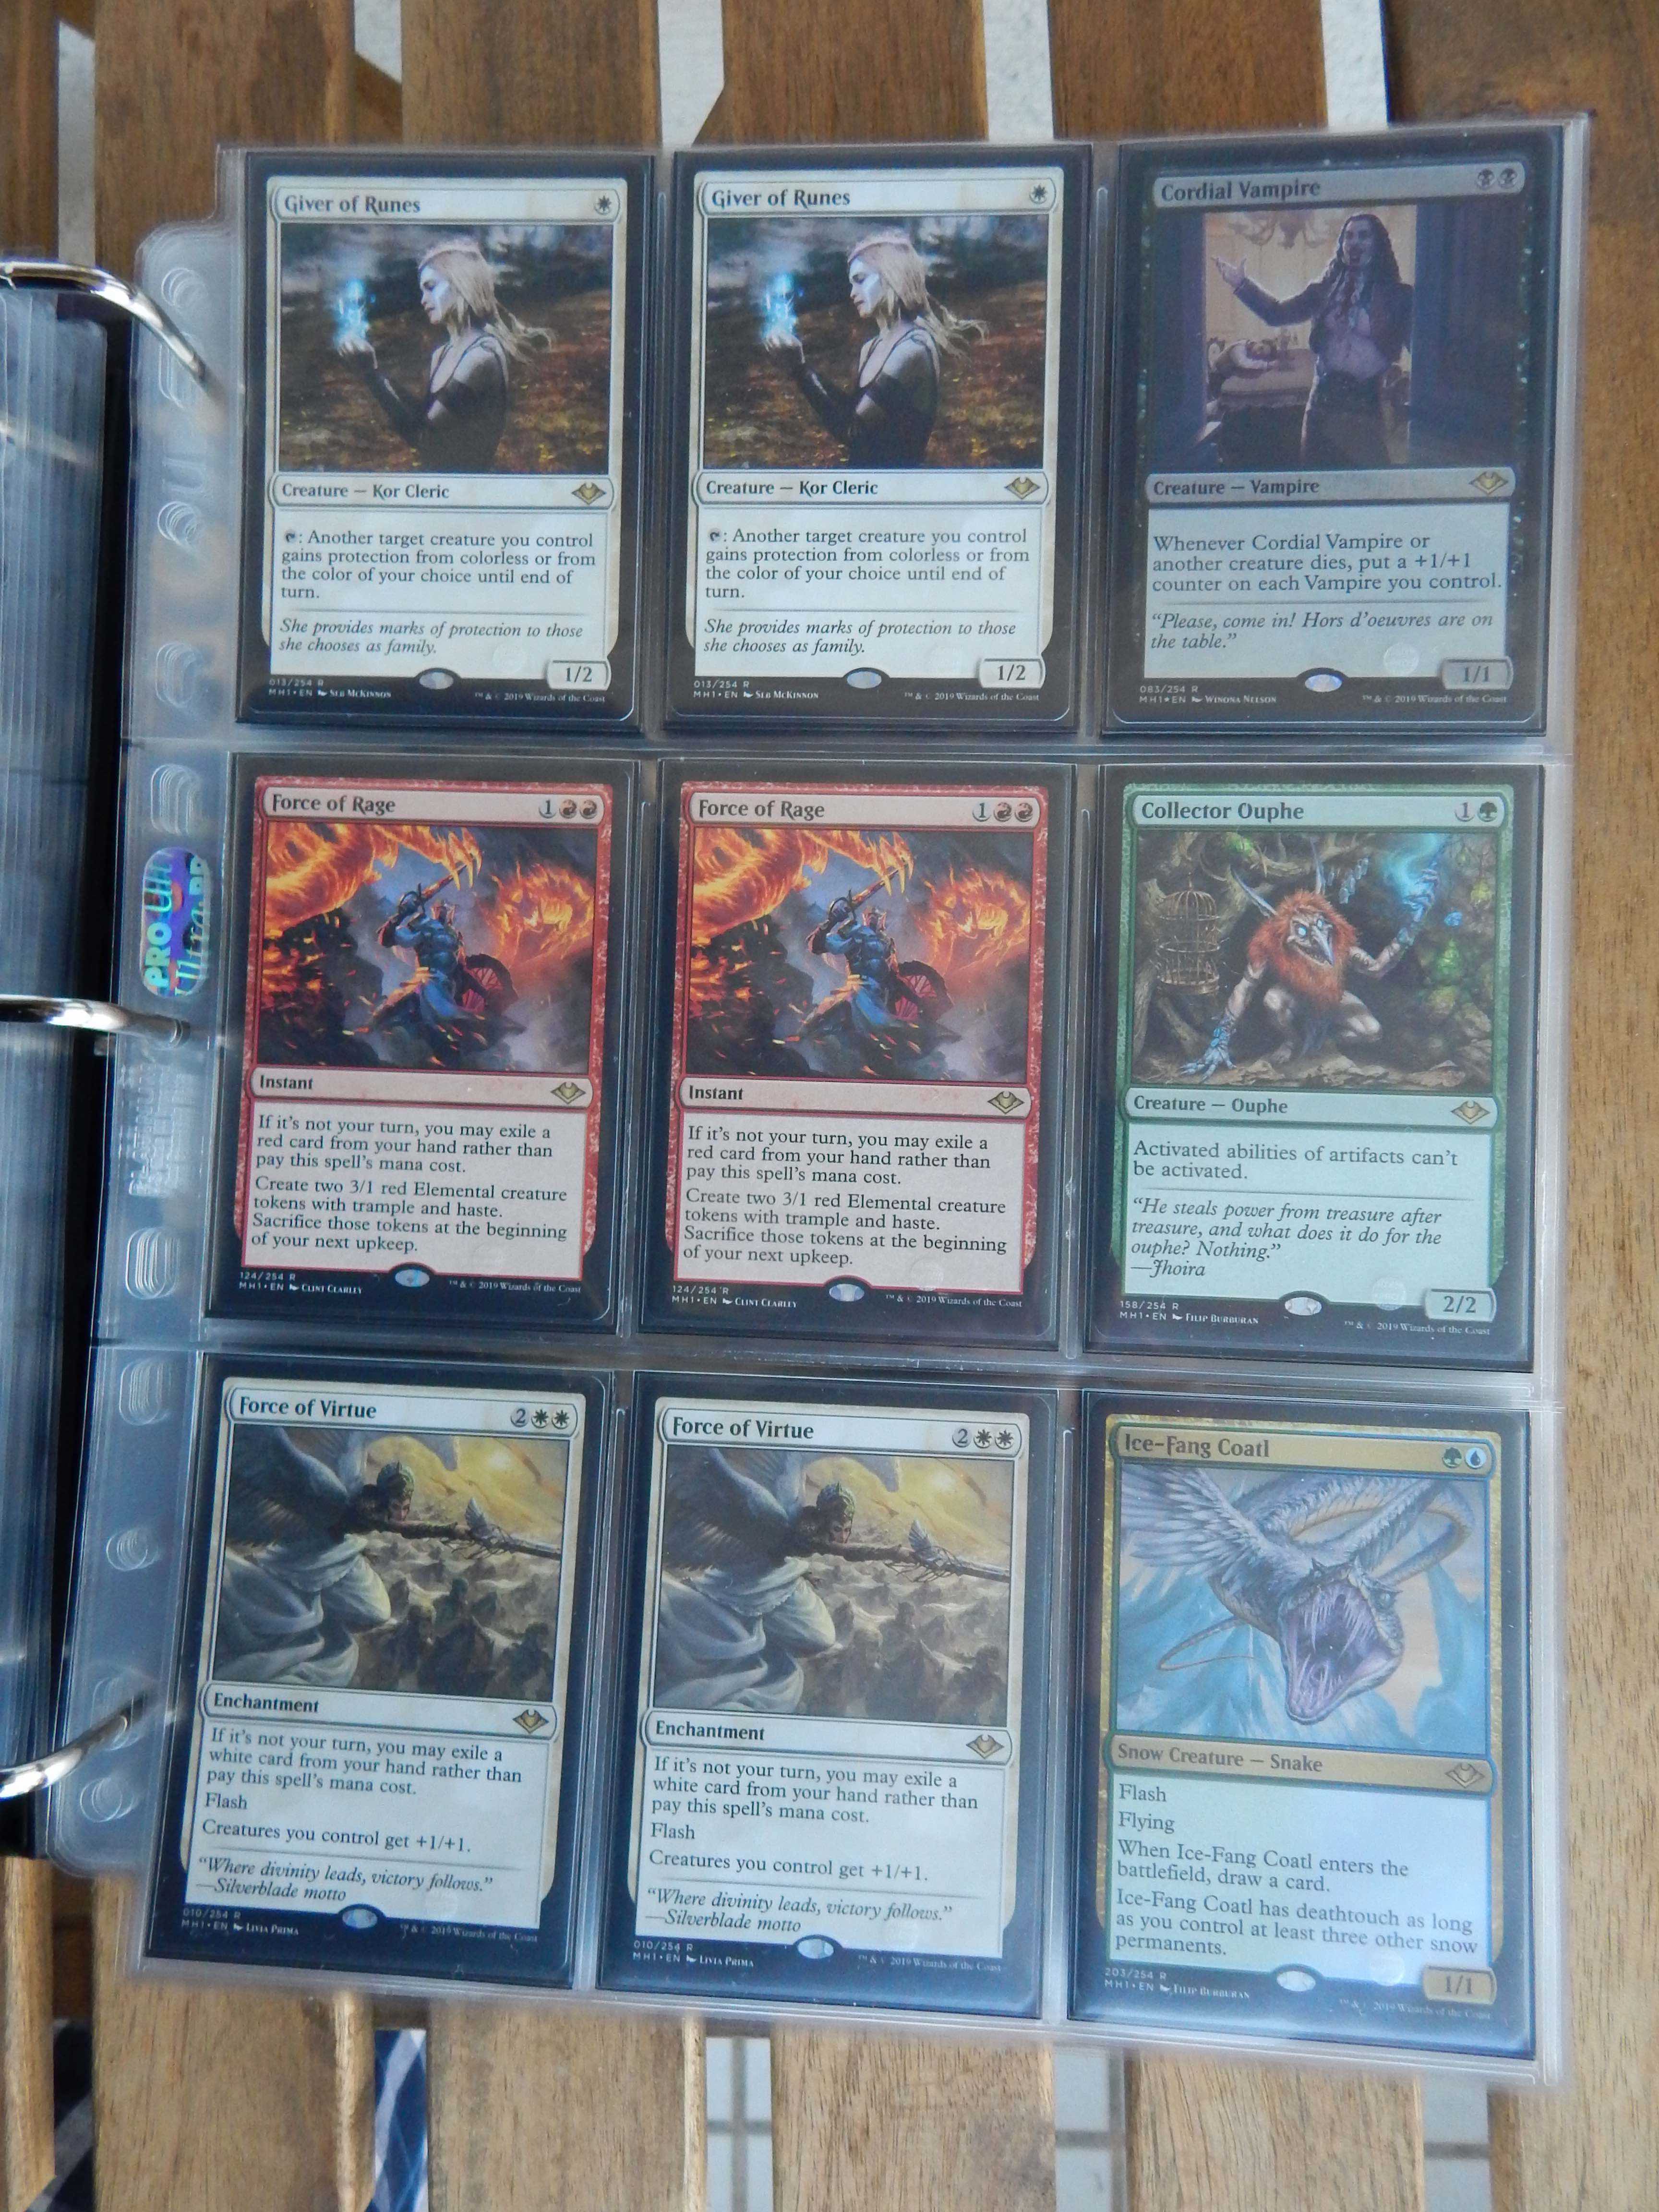 Giver of Runes
Creature — Kor Cleric
: Another target creature you control
gains protection from colorless or from
the color of your choice until end of
turn.
She provides marks of protection to those
she chooses as family.
1/2
013/254 R
MH1 • EN SEB MCKINNON
™ & © 2019 Wizards of the Coast
Giver of Runes
Creature — Kor Cleric
: Another target creature you control
gains protection from colorless or from
the color of your choice until end of
turn.
She provides marks of protection to those
she chooses as family.
1/2
013/254 R
MH1 • EN SEB MCKINNON
™ & © 2019 Wizards of the Coast
Cordial Vampire
Creature — Vampire
Whenever Cordial Vampire or
another creature dies, put a +1/+1
counter on each Vampire you control.
“Please, come in! Hors d’oeuvres are on
the table.”
1/1
083/254 R
MH1★EN WINONA NELSON
™ & © 2019 Wizards of the Coast
PRO Ultra
Force of Rage
1
Instant
If it’s not your turn, you may exile a
red card from your hand rather than
pay this spell’s mana cost.
Create two 3/1 red Elemental creature
tokens with trample and haste.
Sacrifice those tokens at the beginning
of your next upkeep.
124/254 R
MH1 • EN CLINT CEARLEY
™ & © 2019 Wizards of the Coast
Force of Rage
1
Instant
If it’s not your turn, you may exile a
red card from your hand rather than
pay this spell’s mana cost.
Create two 3/1 red Elemental creature
tokens with trample and haste.
Sacrifice those tokens at the beginning
of your next upkeep.
124/254 R
MH1 • EN CLINT CEARLEY
™ & © 2019 Wizards of the Coast
Collector Ouphe
1
Creature — Ouphe
Activated abilities of artifacts can’t
be activated.
“He steals power from treasure after
treasure, and what does it do for the
ouphe? Nothing.”
—Jhoira
2/2
158/254 R
MH1 • EN FILIP BURBURAN
™ & © 2019 Wizards of the Coast
Force of Virtue
2
Enchantment
If it’s not your turn, you may exile a
white card from your hand rather than
pay this spell’s mana cost.
Flash
Creatures you control get +1/+1.
“Where divinity leads, victory follows.”
—Silverblade motto
010/254 R
MH1 • EN LIVIA PRIMA
™ & © 2019 Wizards of the Coast
Force of Virtue
2
Enchantment
If it’s not your turn, you may exile a
white card from your hand rather than
pay this spell’s mana cost.
Flash
Creatures you control get +1/+1.
“Where divinity leads, victory follows.”
—Silverblade motto
010/254 R
MH1 • EN LIVIA PRIMA
™ & © 2019 Wizards of the Coast
Ice-Fang Coatl
Snow Creature — Snake
Flash
Flying
When Ice-Fang Coatl enters the
battlefield, draw a card.
Ice-Fang Coatl has deathtouch as long
as you control at least three other snow
permanents.
1/1
203/254 R
MH1 • EN FILIP BURBURAN
™ & © 2019 Wizards of the Coast